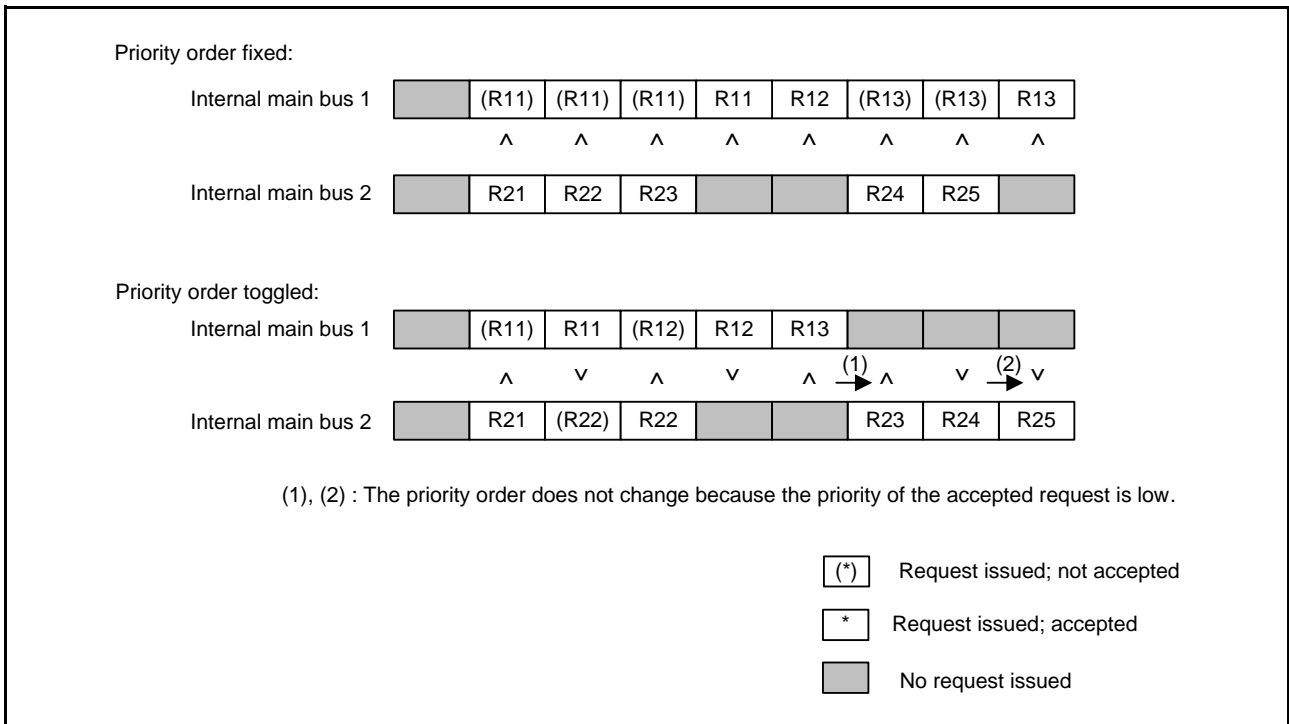 Priority order fixed:
Internal main bus 1 (R11) (R11) (R11) R11 R12 (R13) (R13) R13
^ ^ ^ ^ ^ ^ ^ ^
Internal main bus 2 R21 R22 R23 R24 R25
Priority order toggled:
Internal main bus 1 (R11) R11 (R12) R12 R13
^ v ^ v ^ (1) ^ v (2) v
Internal main bus 2 R21 (R22) R22 R23 R24 R25
(1), (2) : The priority order does not change because the priority of the accepted request is low.
(*) Request issued; not accepted
* Request issued; accepted
No request issued